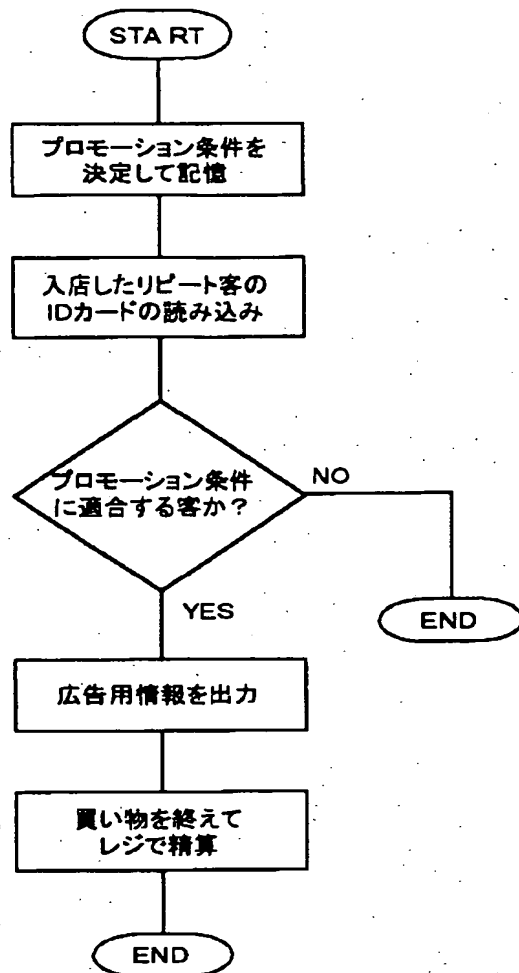 START
プロモーション条件を
決定して記憶
入店したリピート客の
IDカードの読み込み
プロモーション条件
に適合する客か？
NO
YES
END
広告用情報を出力
買い物を終えて
レジで精算
END